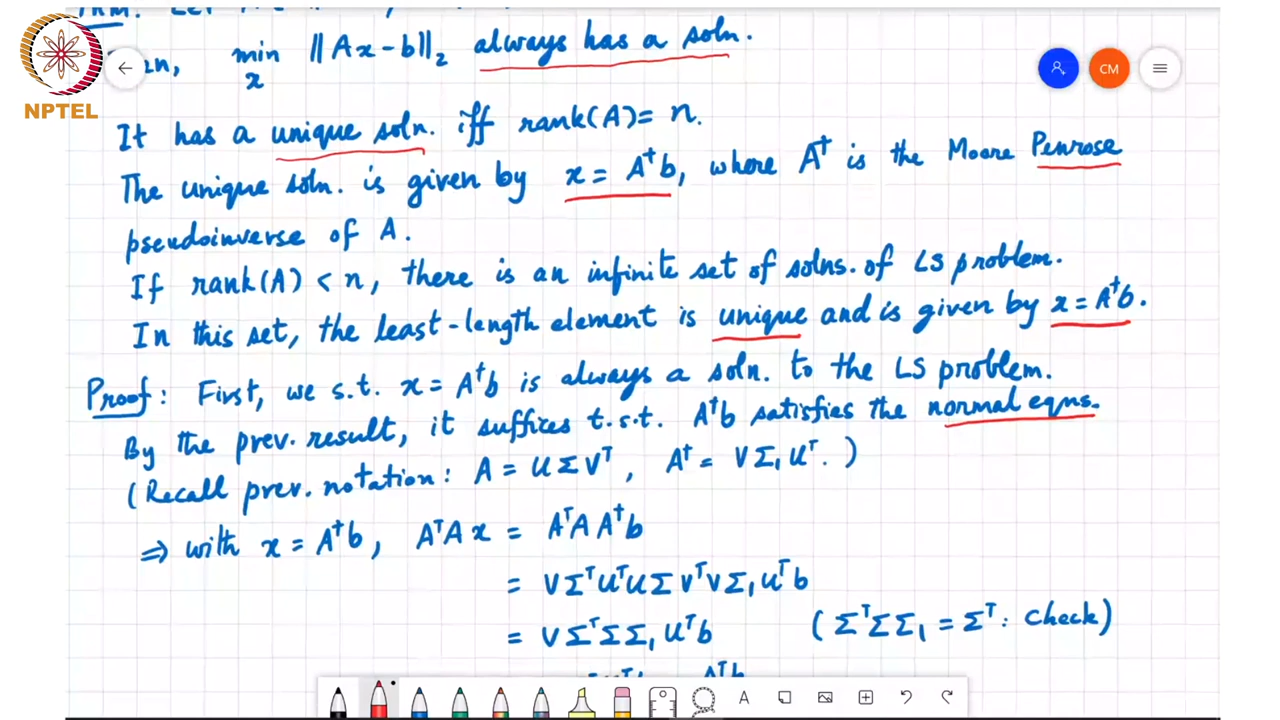 Thm. Let
min ‖Ax-b‖₂ always has a soln.
x
NPTEL
CM
It has a unique soln. iff rank(A) = n.
The unique soln. is given by x = A†b, where A† is the Moore Penrose
pseudoinverse of A.
If rank(A) < n, there is an infinite set of solns. of LS problem.
In this set, the least-length element is unique and is given by x = A†b.
Proof: First, we s.t. x = A†b is always a soln. to the LS problem.
By the prev. result, it suffices t.s.t. A†b satisfies the normal eqns.
(Recall prev. notation: A = UΣVᵀ, A† = VΣ₁Uᵀ.)
⇒ with x = A†b, AᵀAx = AᵀAA†b
= VΣᵀUᵀUΣVᵀVΣ₁Uᵀb
= VΣᵀΣΣ₁Uᵀb (ΣᵀΣΣ₁ = Σᵀ: Check)
Aᵀb
A